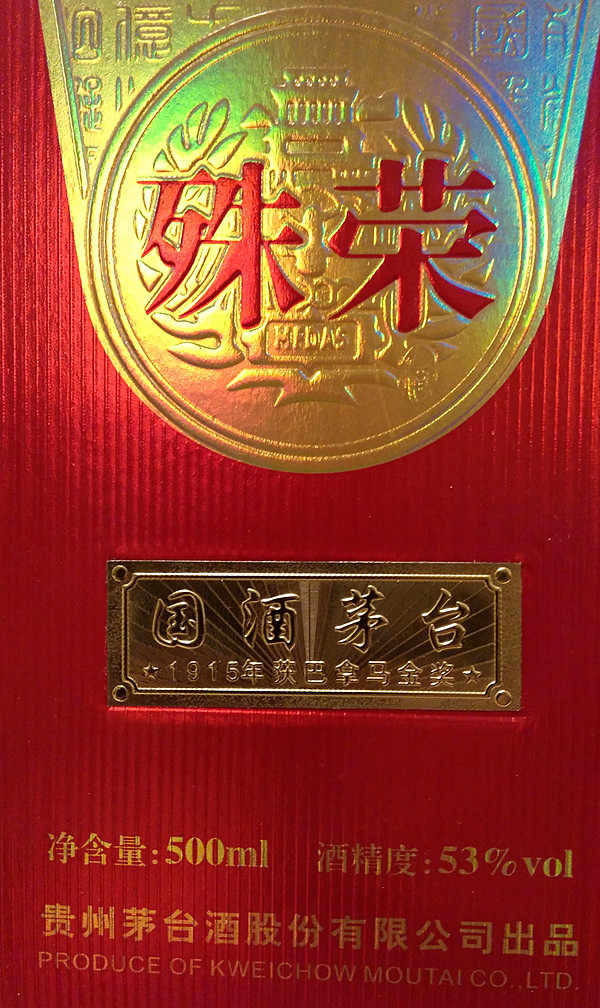 殊荣
MEDAS
国酒茅台
★1915年获巴拿马金奖★
净含量:500ml 酒精度:53%vol
贵州茅台酒股份有限公司出品
PRODUCE OF KWEICHOW MOUTAI CO.,LTD.